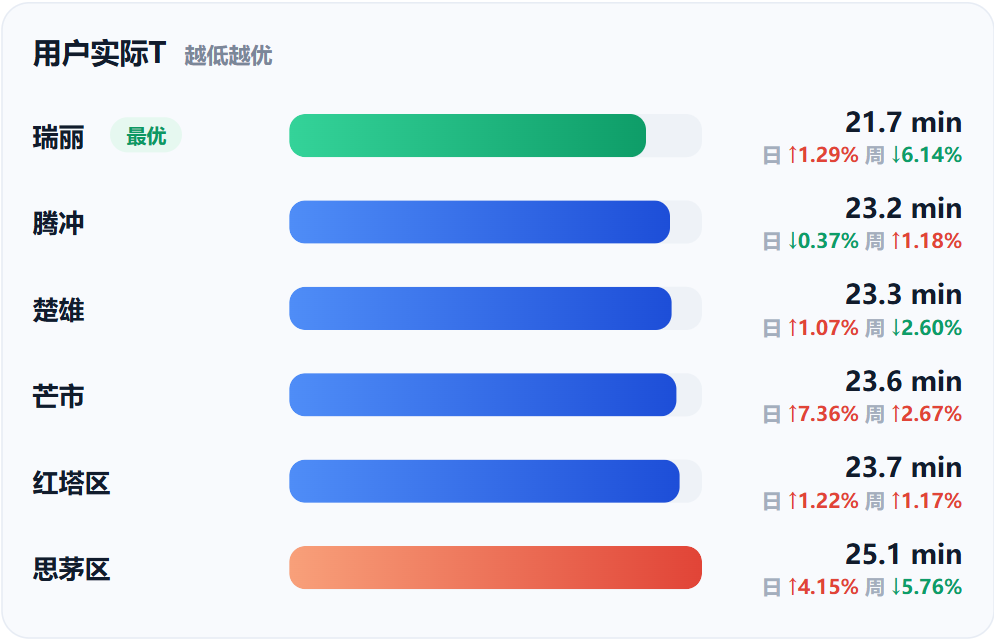 用户实际T 越低越优
瑞丽 最优 21.7 min
日 ↑1.29% 周 ↓6.14%
腾冲 23.2 min
日 ↓0.37% 周 ↑1.18%
楚雄 23.3 min
日 ↑1.07% 周 ↓2.60%
芒市 23.6 min
日 ↑7.36% 周 ↑2.67%
红塔区 23.7 min
日 ↑1.22% 周 ↑1.17%
思茅区 25.1 min
日 ↑4.15% 周 ↓5.76%